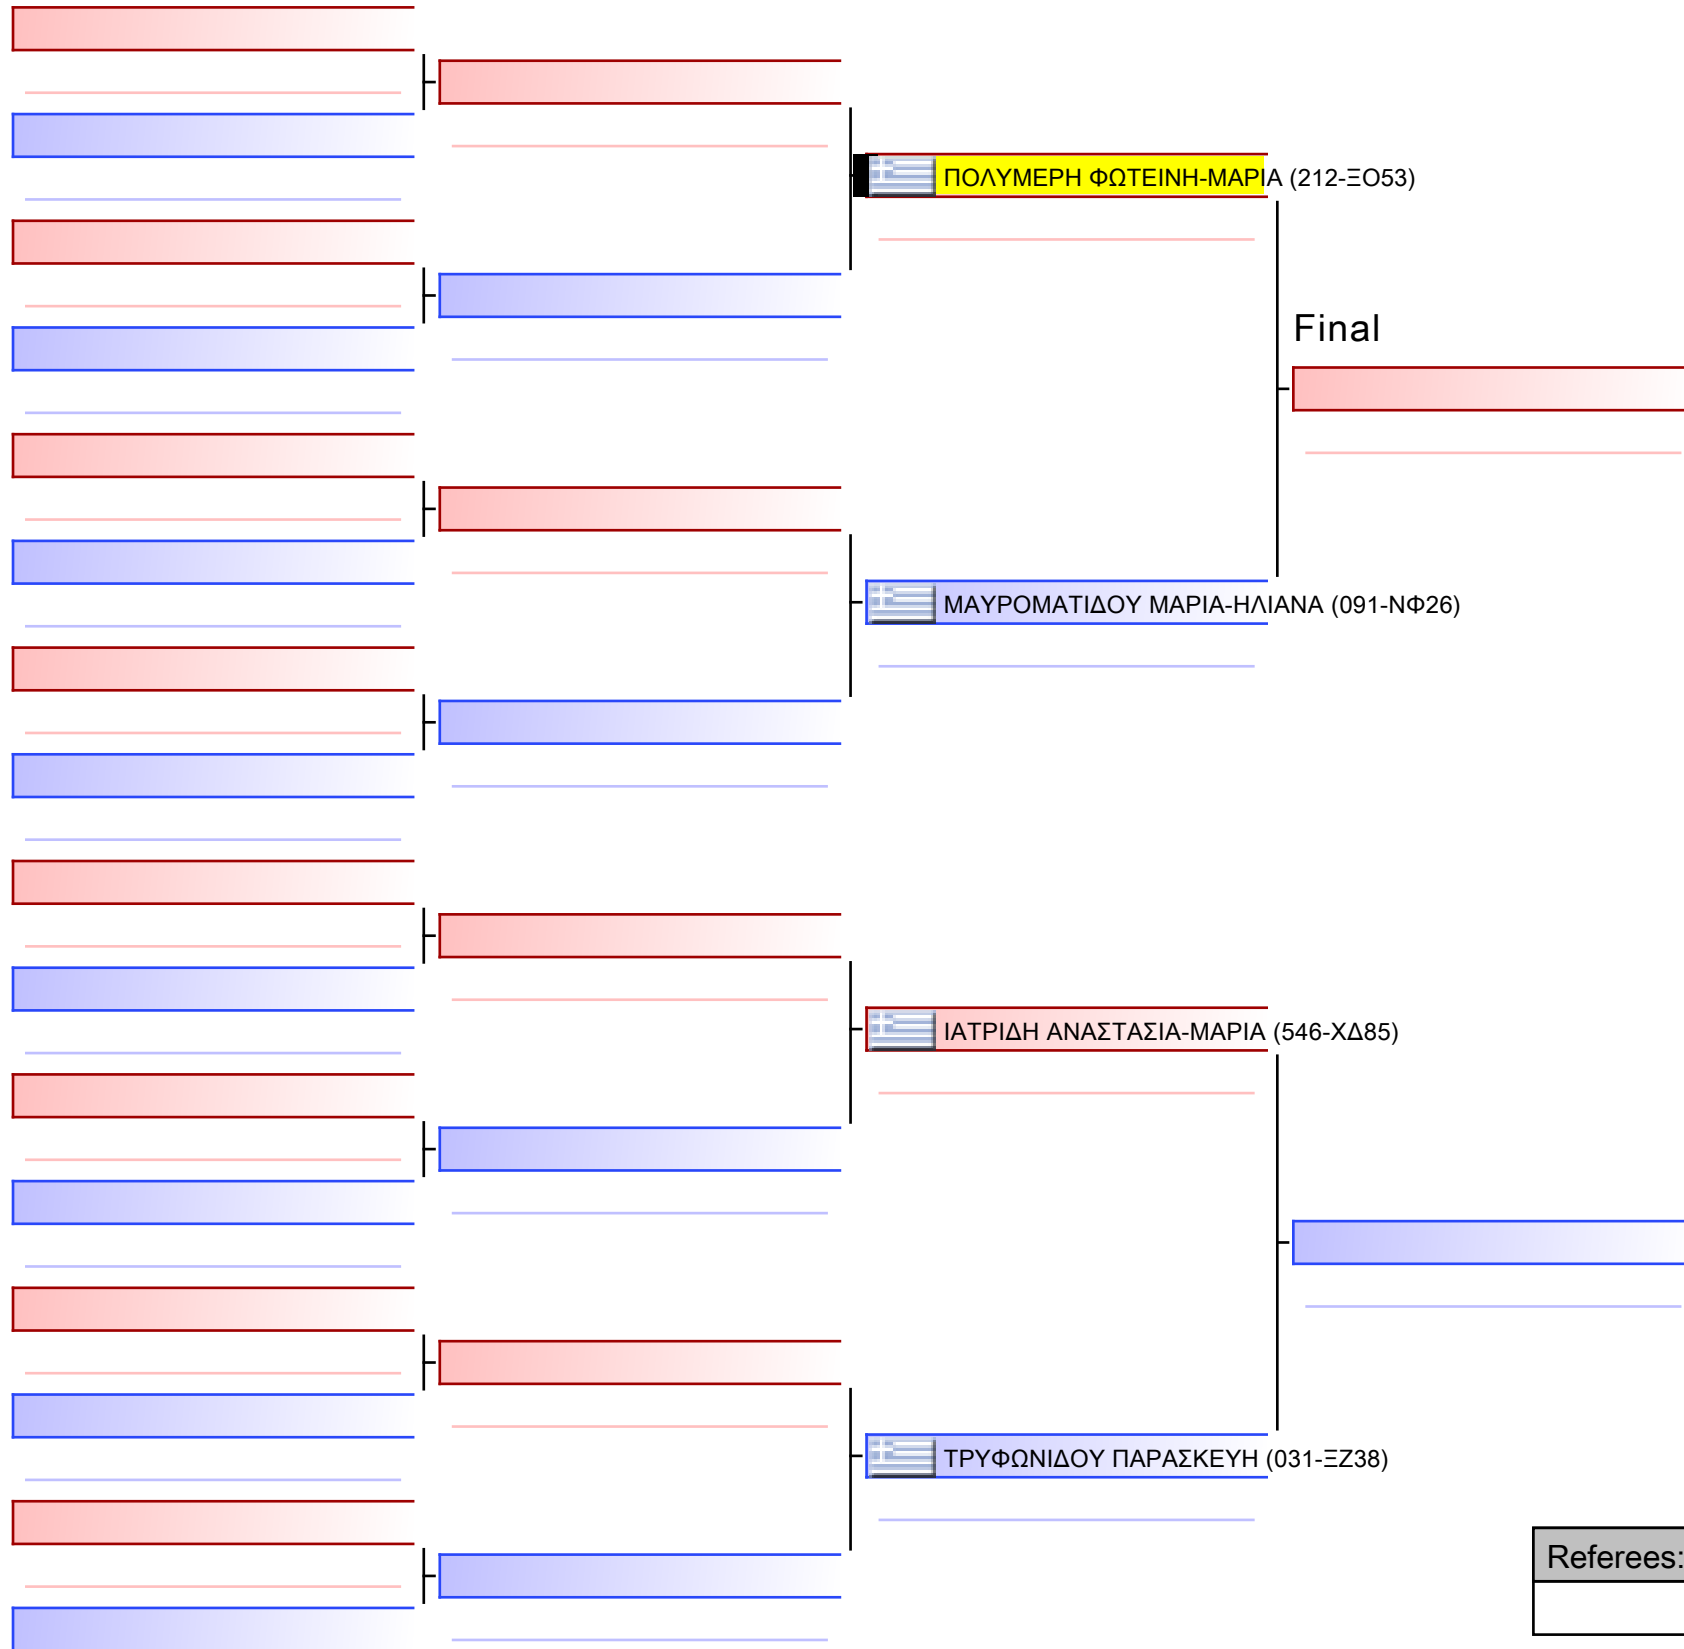 ΠΟΛΥΜΕΡΗ ΦΩΤΕΙΝΗ-ΜΑΡΙΑ (212-ΞΟ53)
Final
ΜΑΥΡΟΜΑΤΙΔΟΥ ΜΑΡΙΑ-ΗΛΙΑΝΑ (091-ΝΦ26)
ΙΑΤΡΙΔΗ ΑΝΑΣΤΑΣΙΑ-ΜΑΡΙΑ (546-ΧΔ85)
ΤΡΥΦΩΝΙΔΟΥ ΠΑΡΑΣΚΕΥΗ (031-ΞΖ38)
Referees: